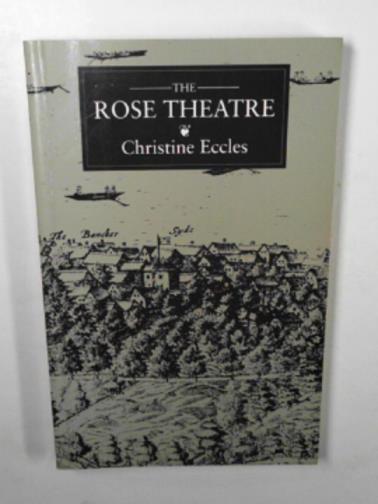 THE
ROSE THEATRE
Christine Eccles
The Bancke Syde